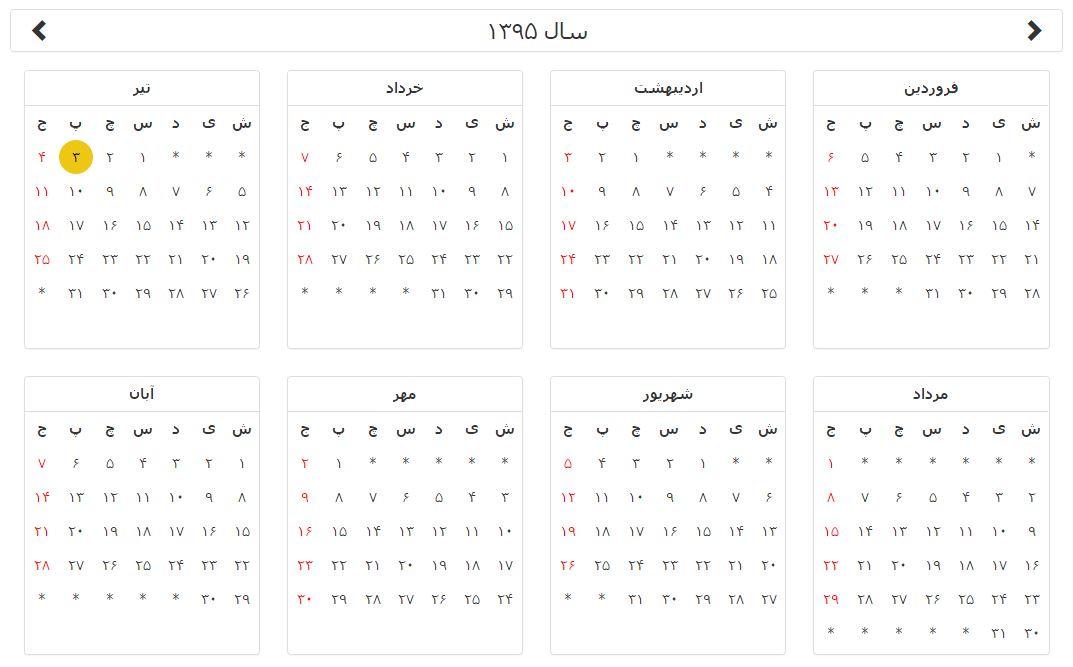 سال ۱۳۹۵
فروردین
ش ی د س چ پ ج
* ۱ ۲ ۳ ۴ ۵ ۶
۷ ۸ ۹ ۱۰ ۱۱ ۱۲ ۱۳
۱۴ ۱۵ ۱۶ ۱۷ ۱۸ ۱۹ ۲۰
۲۱ ۲۲ ۲۳ ۲۴ ۲۵ ۲۶ ۲۷
۲۸ ۲۹ ۳۰ ۳۱ * * *
اردیبهشت
ش ی د س چ پ ج
* * * * ۱ ۲ ۳
۴ ۵ ۶ ۷ ۸ ۹ ۱۰
۱۱ ۱۲ ۱۳ ۱۴ ۱۵ ۱۶ ۱۷
۱۸ ۱۹ ۲۰ ۲۱ ۲۲ ۲۳ ۲۴
۲۵ ۲۶ ۲۷ ۲۸ ۲۹ ۳۰ ۳۱
خرداد
ش ی د س چ پ ج
۱ ۲ ۳ ۴ ۵ ۶ ۷
۸ ۹ ۱۰ ۱۱ ۱۲ ۱۳ ۱۴
۱۵ ۱۶ ۱۷ ۱۸ ۱۹ ۲۰ ۲۱
۲۲ ۲۳ ۲۴ ۲۵ ۲۶ ۲۷ ۲۸
۲۹ ۳۰ ۳۱ * * * *
تیر
ش ی د س چ پ ج
* * * ۱ ۲ ۳ ۴
۵ ۶ ۷ ۸ ۹ ۱۰ ۱۱
۱۲ ۱۳ ۱۴ ۱۵ ۱۶ ۱۷ ۱۸
۱۹ ۲۰ ۲۱ ۲۲ ۲۳ ۲۴ ۲۵
۲۶ ۲۷ ۲۸ ۲۹ ۳۰ ۳۱ *
مرداد
ش ی د س چ پ ج
* * * * * * ۱
۲ ۳ ۴ ۵ ۶ ۷ ۸
۹ ۱۰ ۱۱ ۱۲ ۱۳ ۱۴ ۱۵
۱۶ ۱۷ ۱۸ ۱۹ ۲۰ ۲۱ ۲۲
۲۳ ۲۴ ۲۵ ۲۶ ۲۷ ۲۸ ۲۹
۳۰ ۳۱ * * * * *
شهریور
ش ی د س چ پ ج
* * ۱ ۲ ۳ ۴ ۵
۶ ۷ ۸ ۹ ۱۰ ۱۱ ۱۲
۱۳ ۱۴ ۱۵ ۱۶ ۱۷ ۱۸ ۱۹
۲۰ ۲۱ ۲۲ ۲۳ ۲۴ ۲۵ ۲۶
۲۷ ۲۸ ۲۹ ۳۰ ۳۱ * *
مهر
ش ی د س چ پ ج
* * * * * ۱ ۲
۳ ۴ ۵ ۶ ۷ ۸ ۹
۱۰ ۱۱ ۱۲ ۱۳ ۱۴ ۱۵ ۱۶
۱۷ ۱۸ ۱۹ ۲۰ ۲۱ ۲۲ ۲۳
۲۴ ۲۵ ۲۶ ۲۷ ۲۸ ۲۹ ۳۰
آبان
ش ی د س چ پ ج
۱ ۲ ۳ ۴ ۵ ۶ ۷
۸ ۹ ۱۰ ۱۱ ۱۲ ۱۳ ۱۴
۱۵ ۱۶ ۱۷ ۱۸ ۱۹ ۲۰ ۲۱
۲۲ ۲۳ ۲۴ ۲۵ ۲۶ ۲۷ ۲۸
۲۹ ۳۰ * * * * *